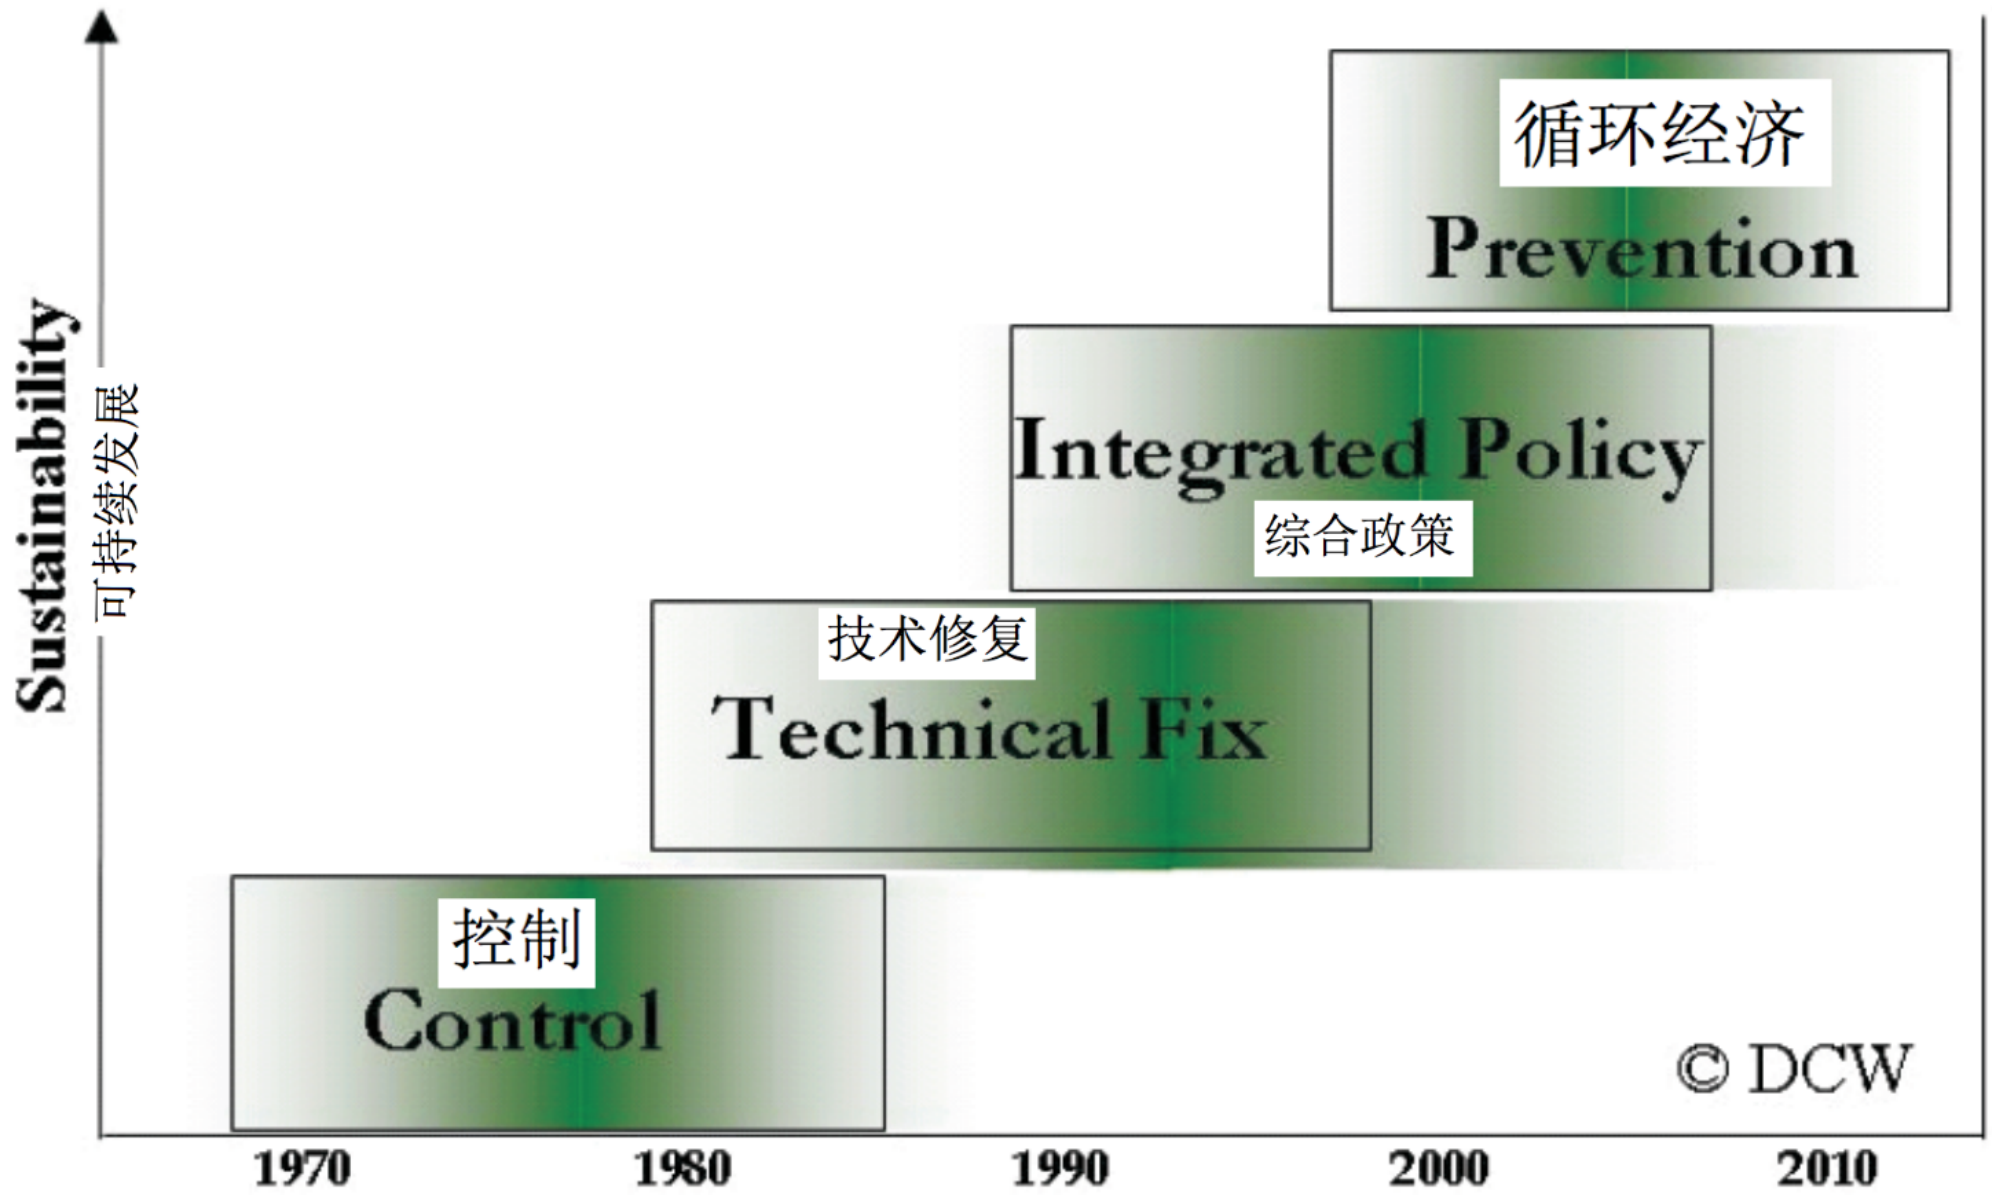 循环经济
Prevention
Integrated Policy
综合政策
技术修复
Technical Fix
控制
Control
Sustainability
可持续发展
© DCW
1970 1980 1990 2000 2010